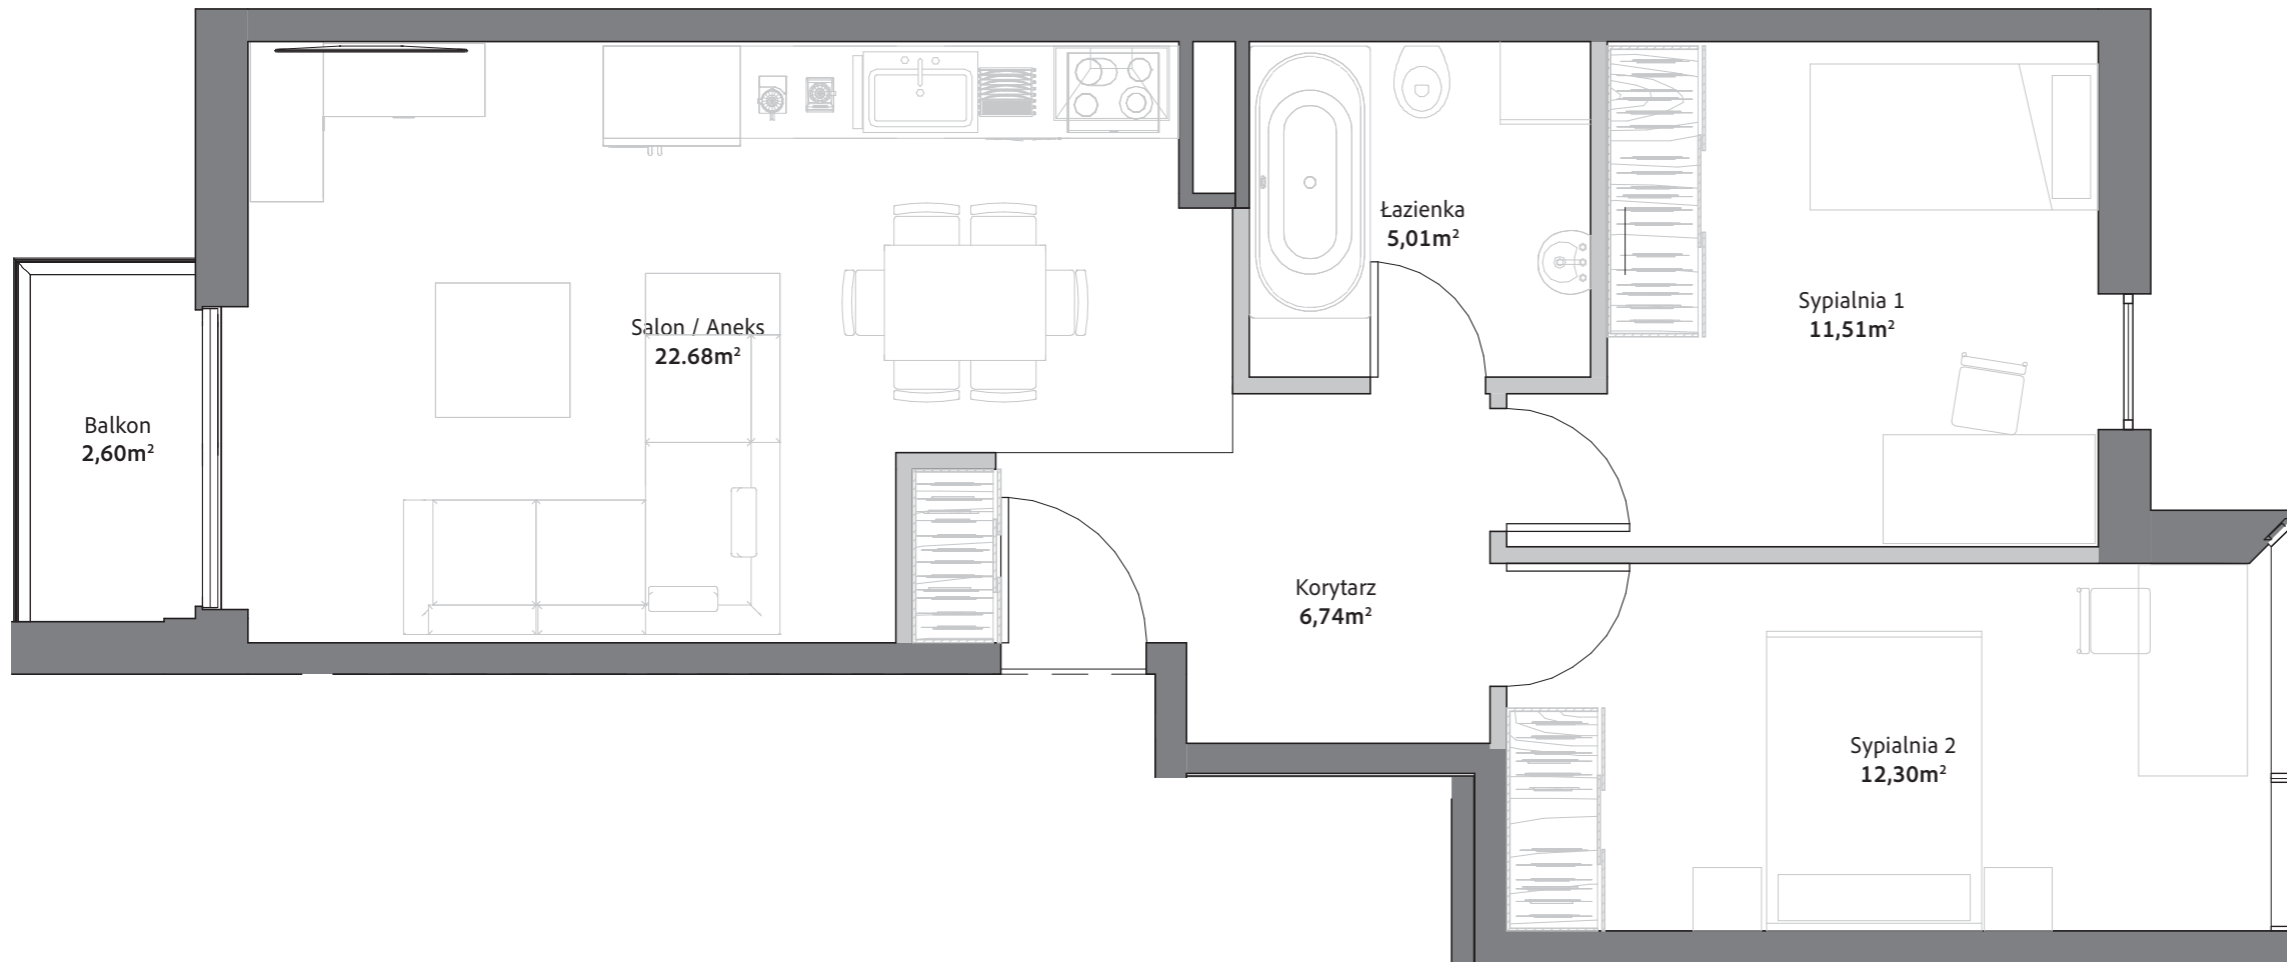 Łazienka
5,01m²
Sypialnia 1
11,51m²
Salon / Aneks
22.68m²
Balkon
2,60m²
Korytarz
6,74m²
Sypialnia 2
12,30m²